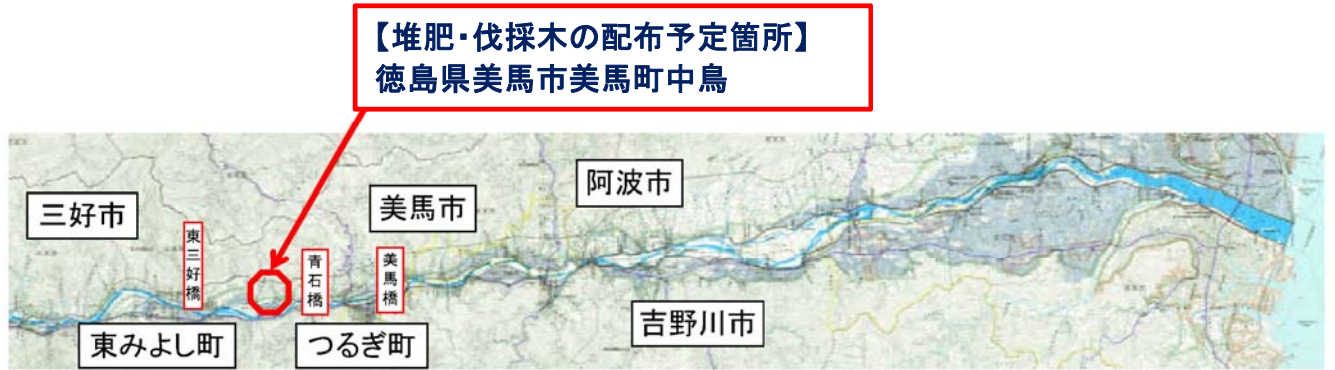 【堆肥・伐採木の配布予定箇所】
徳島県美馬市美馬町中鳥
阿波市
三好市
美馬市
東三好橋
青石橋
美馬橋
吉野川市
東みよし町
つるぎ町